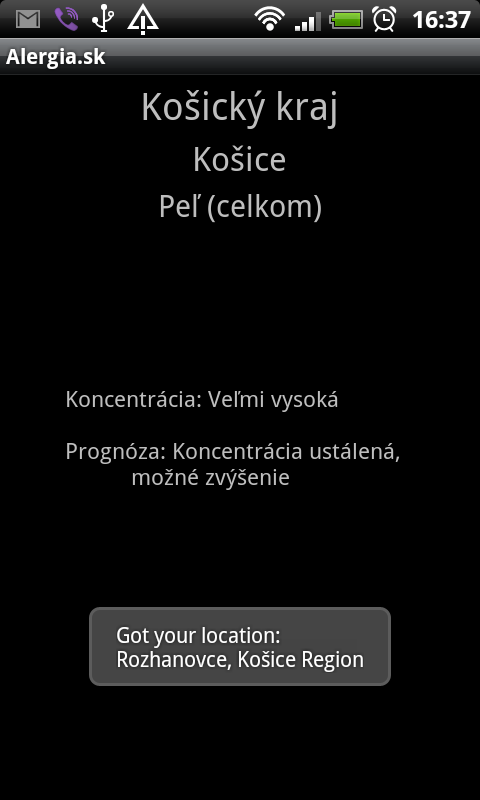 16:37
Alergia.sk
Košický kraj
Košice
Peľ (celkom)
Koncentrácia: Veľmi vysoká
Prognóza: Koncentrácia ustálená,
možné zvýšenie
Got your location:
Rozhanovce, Košice Region